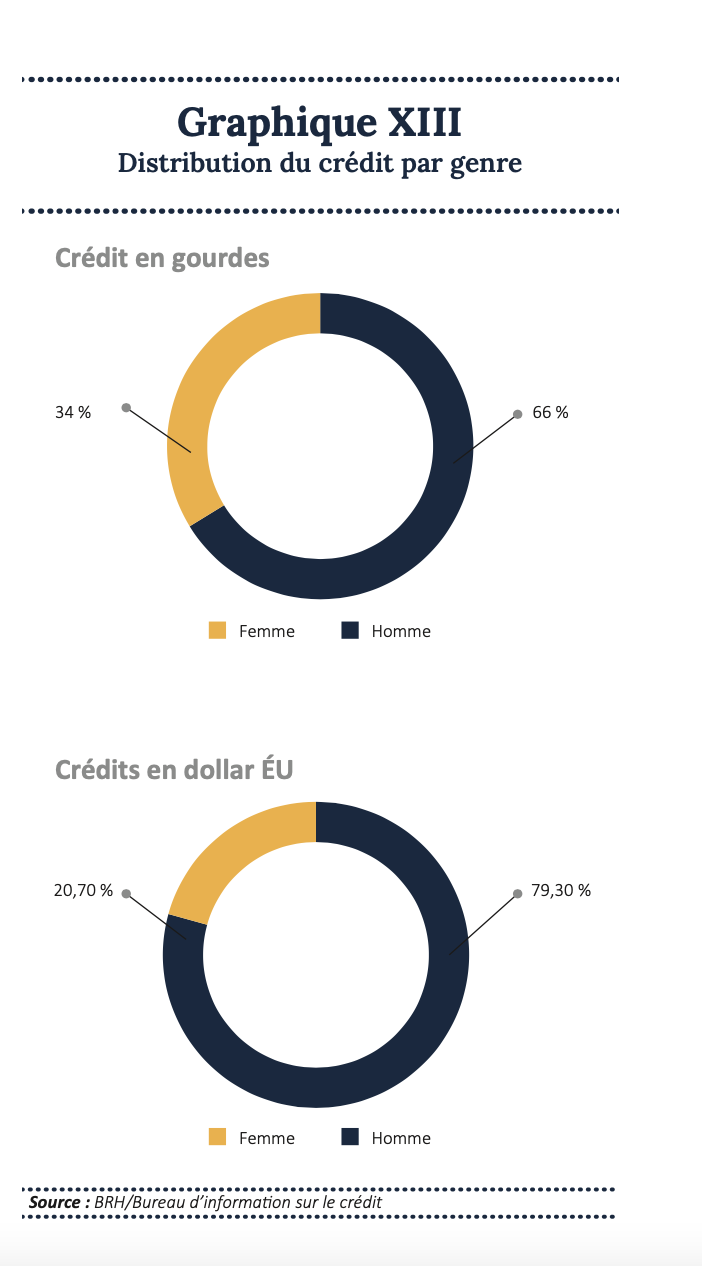 Graphique XIII
Distribution du crédit par genre
Crédit en gourdes
34 %
66 %
Femme
Homme
Crédits en dollar ÉU
20,70 %
79,30 %
Femme
Homme
Source : BRH/Bureau d’information sur le crédit